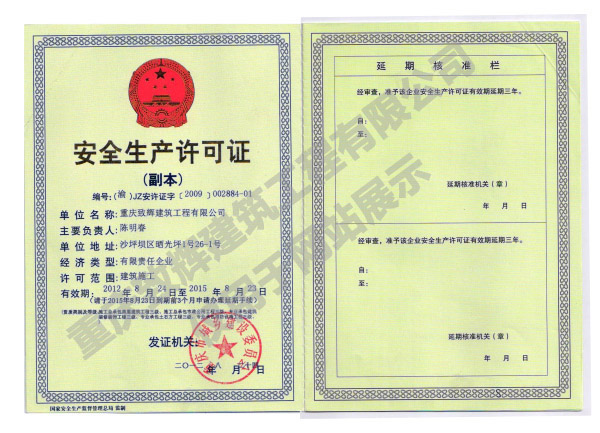 安全生产许可证
(副本)
编号:(渝)JZ安许证字〔2009〕002884-01
单位名称:重庆致辉建筑工程有限公司
主要负责人:陈明春
单位地址:沙坪坝区晒光坪1号26-1号
经济类型:有限责任企业
许可范围:建筑施工
有效期:2012年8月24日至2015年8月23日
(请于2015年8月23日到期前3个月申请办理延期手续)
发证机关:
年 月 日
国家安全生产监督管理总局 监制
延期核准栏
经审查,准予该企业安全生产许可证有效期延期三年。
自:
至:
延期核准机关(章)
年 月 日
经审查,准予该企业安全生产许可证有效期延期三年。
自:
至:
延期核准机关(章)
年 月 日
重庆致辉建筑工程有限公司
用于网站展示